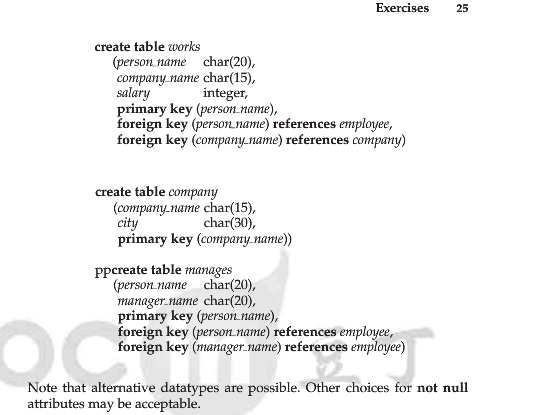 Exercises 25
create table works
(person_name char(20),
company_name char(15),
salary integer,
primary key (person_name),
foreign key (person_name) references employee,
foreign key (company_name) references company)
create table company
(company_name char(15),
city char(30),
primary key (company_name))
ppcreate table manages
(person_name char(20),
manager_name char(20),
primary key (person_name),
foreign key (person_name) references employee,
foreign key (manager_name) references employee)
OC 豆丁
Note that alternative datatypes are possible. Other choices for not null
attributes may be acceptable.